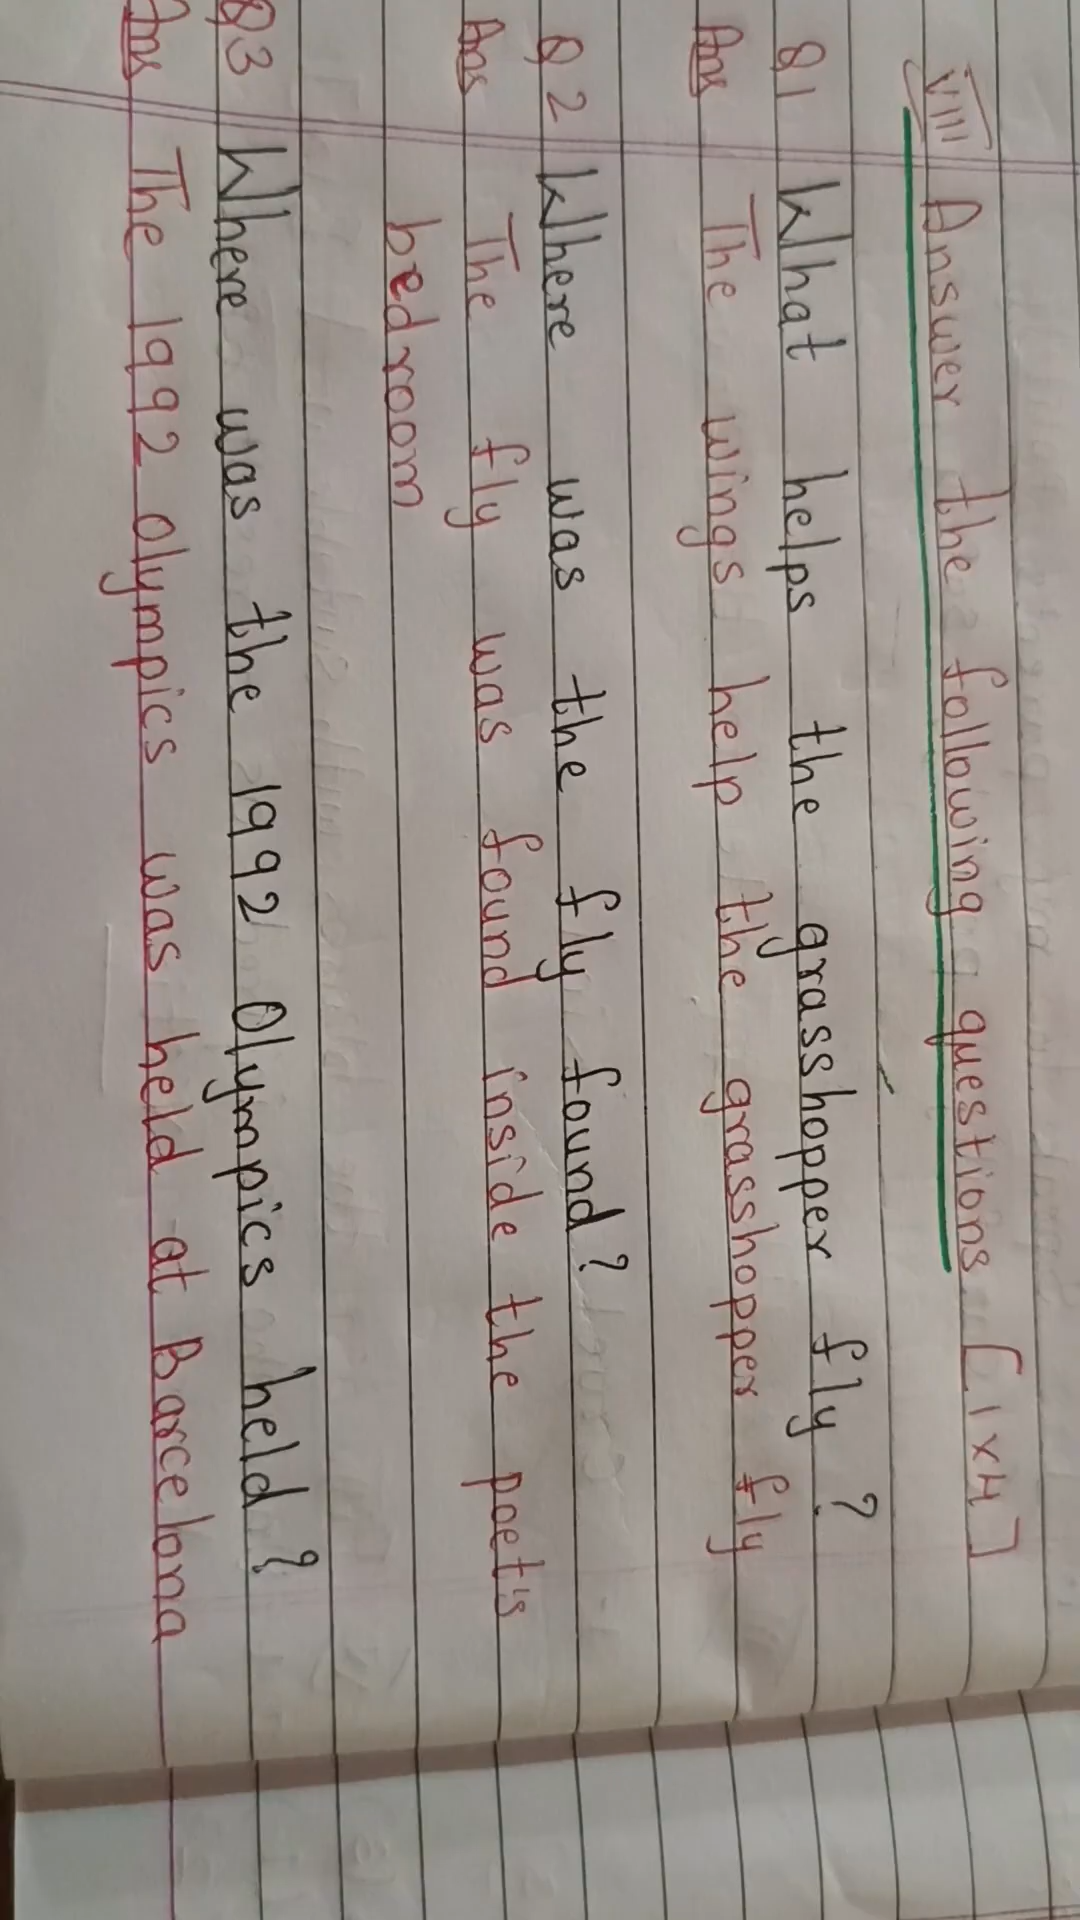 VIII Answer the following questions [1x4]
Q1 What helps the grasshopper fly?
Ans The wings help the grasshopper fly
Q2 Where was the fly found?
Ans The fly was found inside the poet's
bedroom
Q3 Where was the 1992 Olympics held?
Ans The 1992 Olympics was held at Barcelona